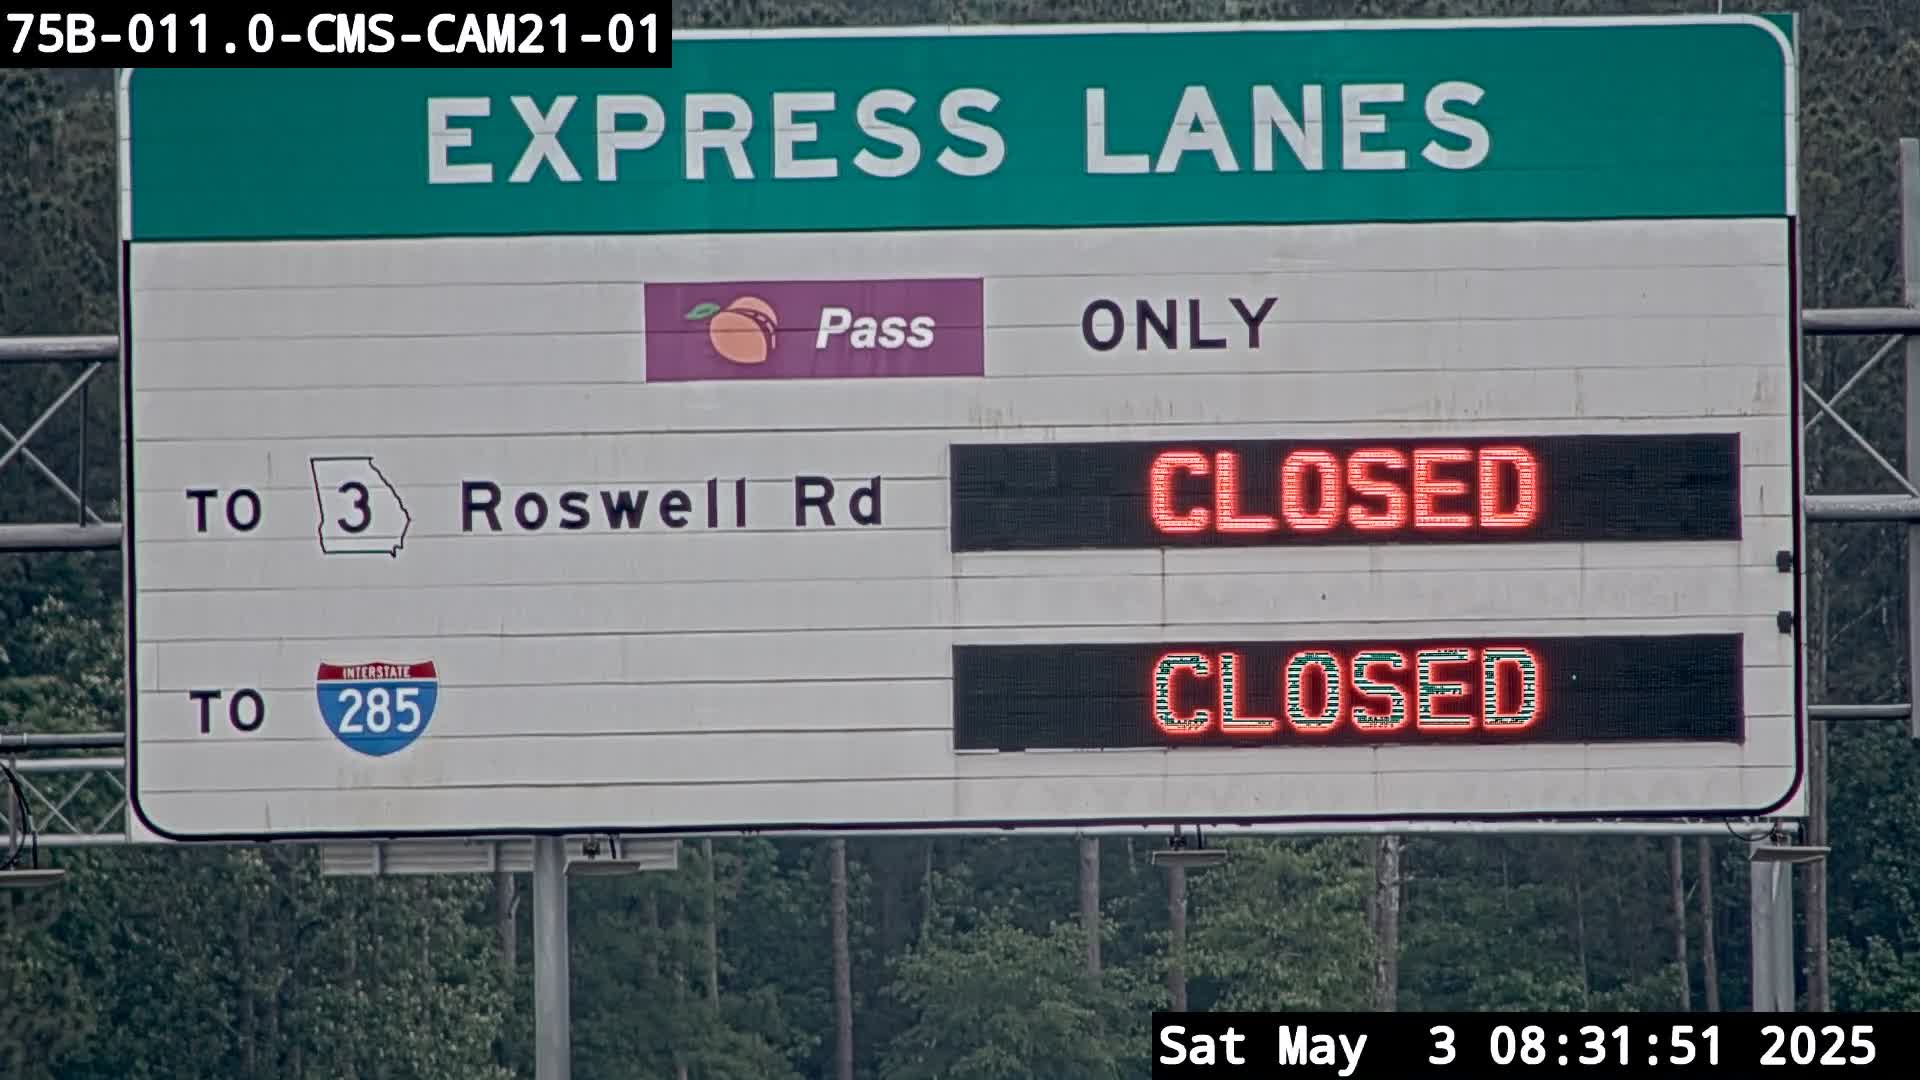 75B-011.0-CMS-CAM21-01
EXPRESS LANES
Pass ONLY
TO 3 Roswell Rd CLOSED
TO INTERSTATE 285 CLOSED
Sat May 3 08:31:51 2025